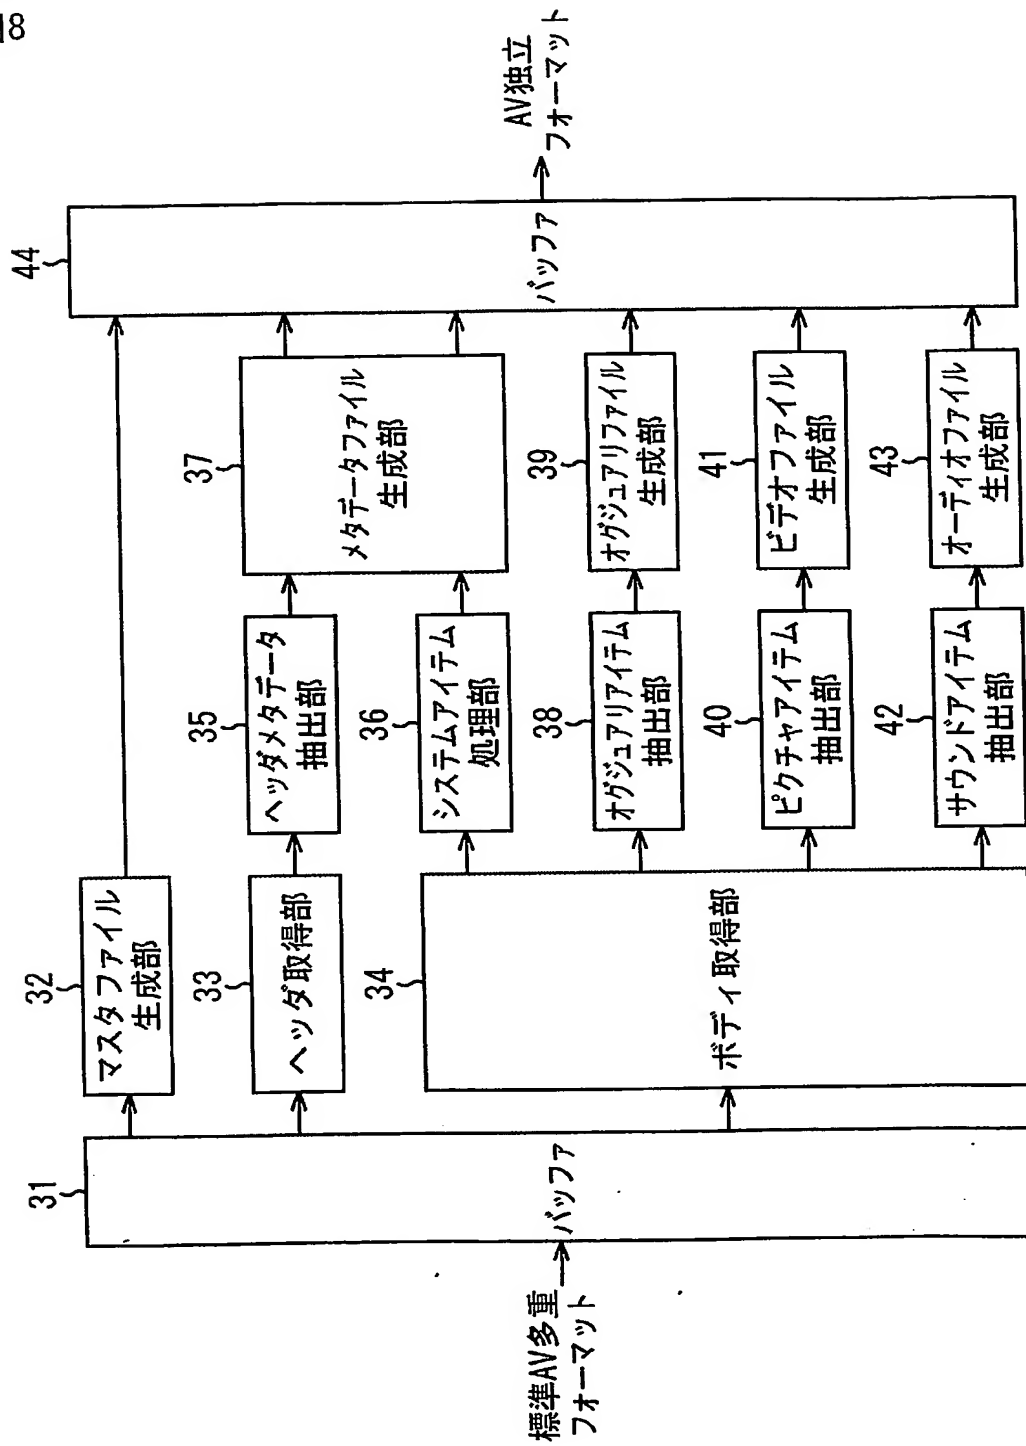 図8
標準AV多重
フォーマット
31
バッファ
32
マスタファイル
生成部
33
ヘッダ取得部
34
ボディ取得部
35
ヘッダメタデータ
抽出部
36
システムアイテム
処理部
37
メタデータファイル
生成部
38
オグジュアリアイテム
抽出部
39
オグジュアリファイル
生成部
40
ピクチャアイテム
抽出部
41
ビデオファイル
生成部
42
サウンドアイテム
抽出部
43
オーディオファイル
生成部
44
バッファ
AV独立
フォーマット